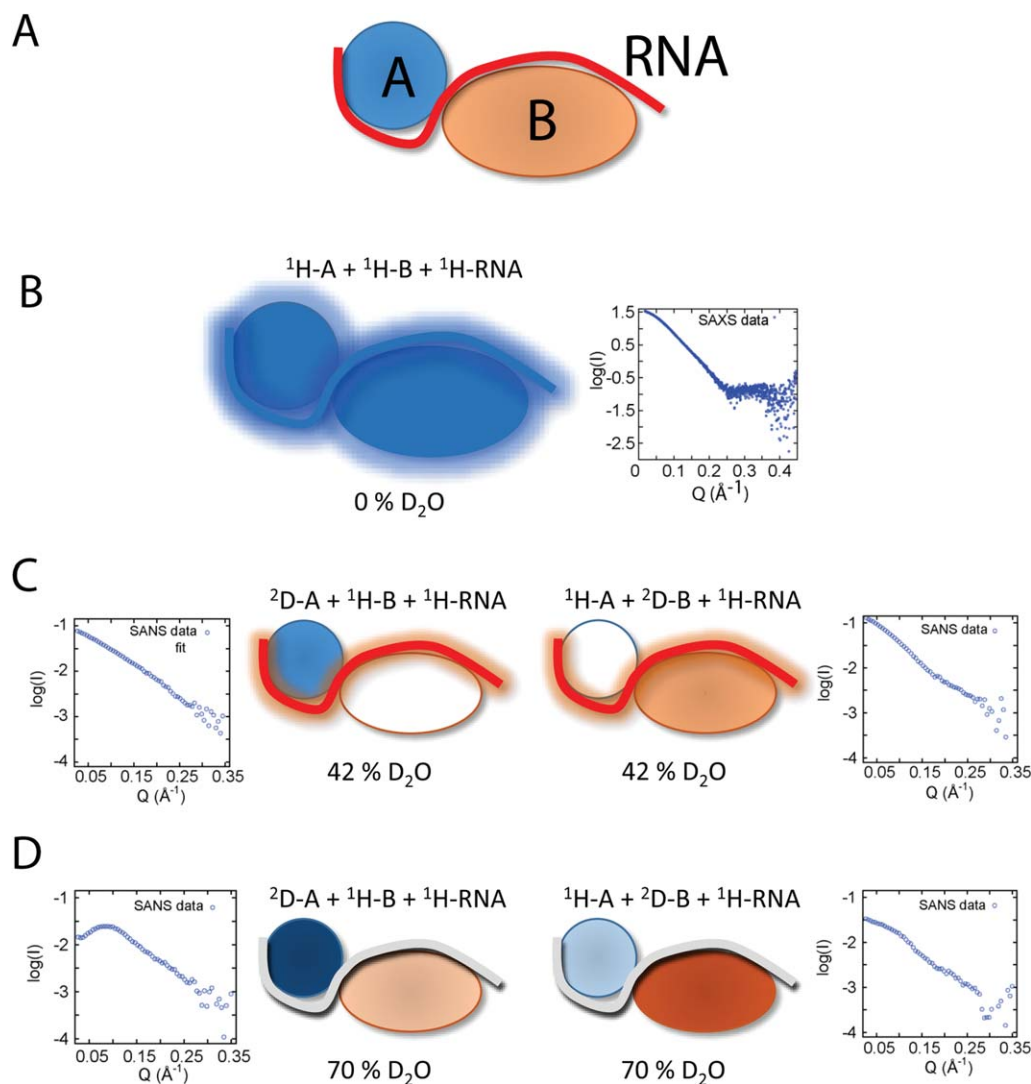 A
A
B
RNA
B
¹H-A + ¹H-B + ¹H-RNA
0 % D₂O
SAXS data
log(I)
1.5
0.5
-0.5
-1.5
-2.5
0 0.1 0.2 0.3 0.4
Q (Å⁻¹)
C
²D-A + ¹H-B + ¹H-RNA
¹H-A + ²D-B + ¹H-RNA
SANS data
fit
log(I)
-1
-2
-3
-4
0.05 0.15 0.25 0.35
Q (Å⁻¹)
42 % D₂O
42 % D₂O
SANS data
log(I)
-1
-2
-3
-4
0.05 0.15 0.25 0.35
Q (Å⁻¹)
D
²D-A + ¹H-B + ¹H-RNA
¹H-A + ²D-B + ¹H-RNA
SANS data
log(I)
-1
-2
-3
-4
0.05 0.15 0.25 0.35
Q (Å⁻¹)
70 % D₂O
70 % D₂O
SANS data
log(I)
-1
-2
-3
-4
0.05 0.15 0.25 0.35
Q (Å⁻¹)